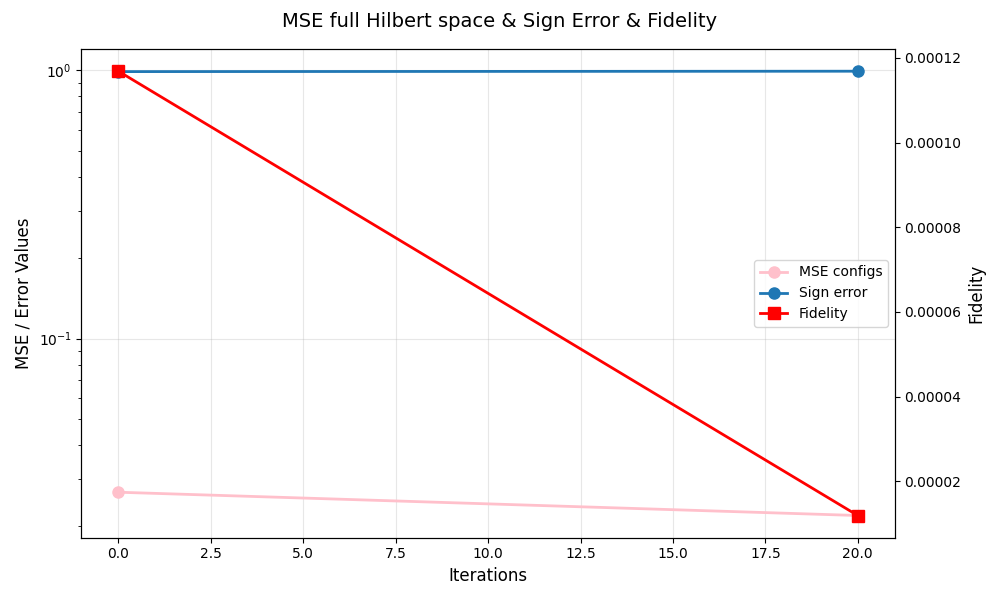 MSE full Hilbert space & Sign Error & Fidelity
MSE / Error Values
10⁰
10⁻¹
0.0 2.5 5.0 7.5 10.0 12.5 15.0 17.5 20.0
Iterations
MSE configs
Sign error
Fidelity
0.00012
0.00010
0.00008
0.00006
0.00004
0.00002
Fidelity